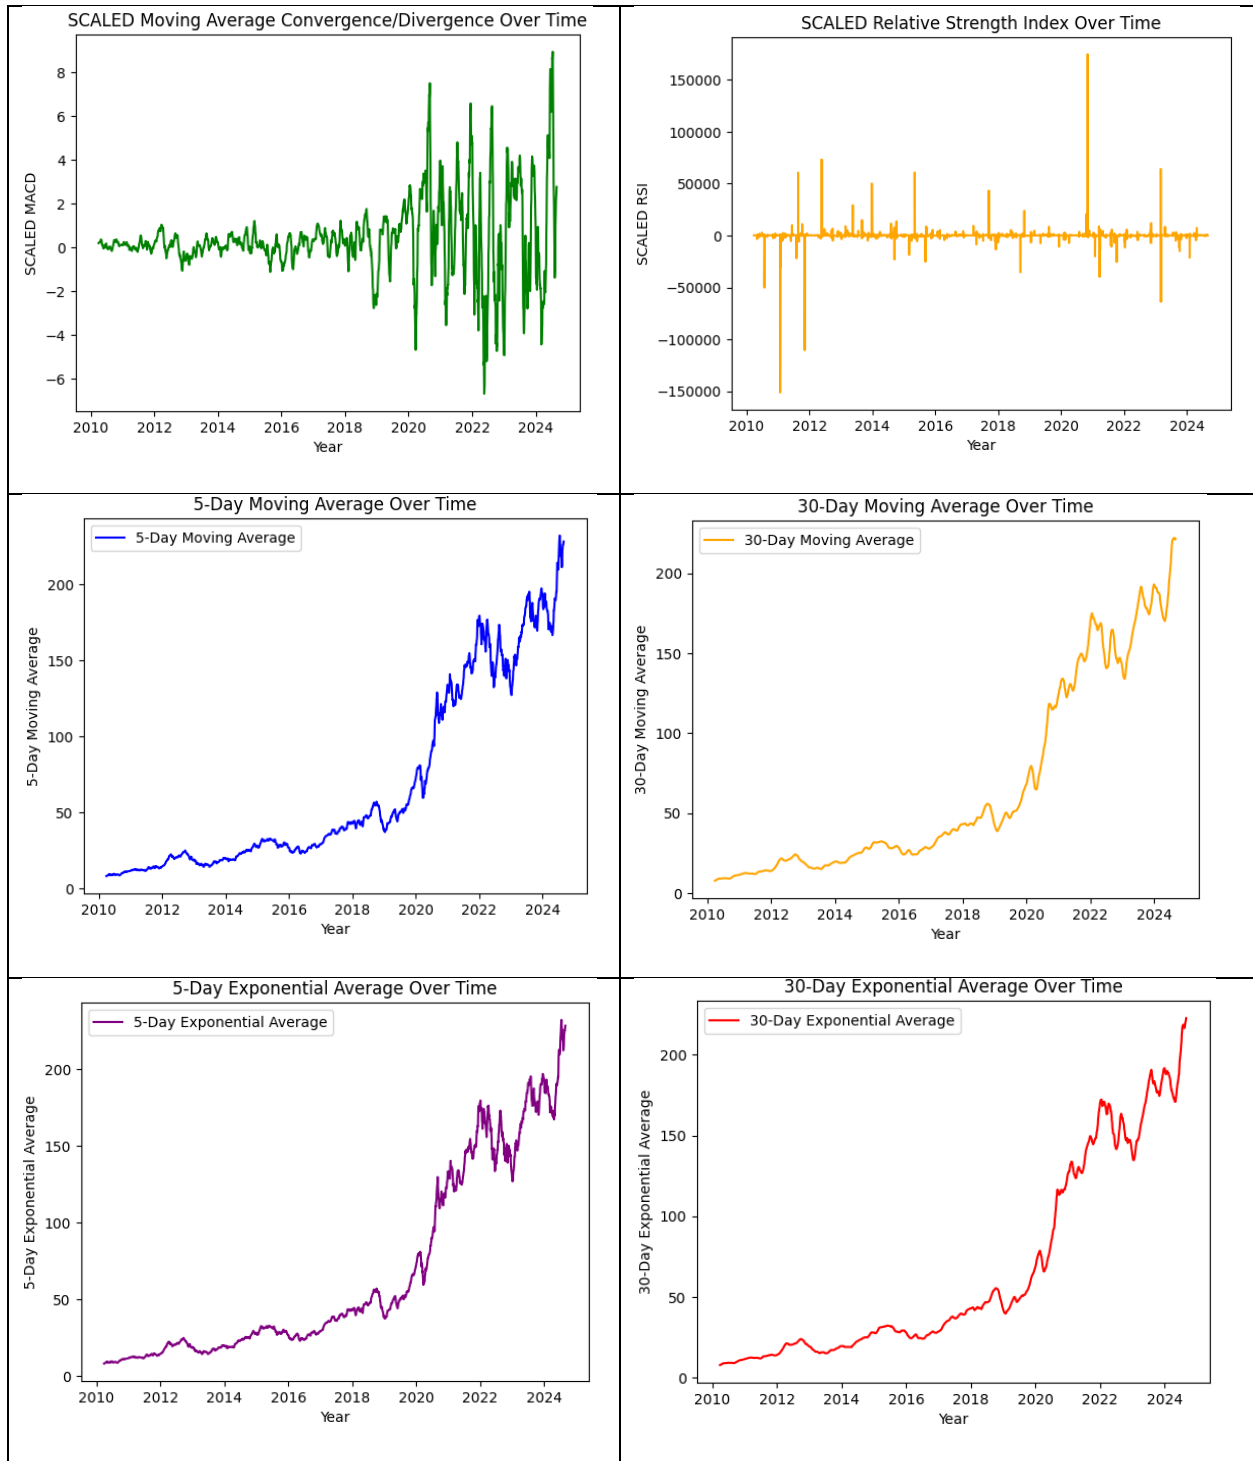 SCALED Moving Average Convergence/Divergence Over Time
8
6
4
2
0
−2
−4
−6
SCALED MACD
2010 2012 2014 2016 2018 2020 2022 2024
Year
SCALED Relative Strength Index Over Time
150000
100000
50000
0
−50000
−100000
−150000
SCALED RSI
2010 2012 2014 2016 2018 2020 2022 2024
Year
5-Day Moving Average Over Time
5-Day Moving Average
200
150
100
50
0
5-Day Moving Average
2010 2012 2014 2016 2018 2020 2022 2024
Year
30-Day Moving Average Over Time
30-Day Moving Average
200
150
100
50
0
30-Day Moving Average
2010 2012 2014 2016 2018 2020 2022 2024
Year
5-Day Exponential Average Over Time
5-Day Exponential Average
200
150
100
50
0
5-Day Exponential Average
2010 2012 2014 2016 2018 2020 2022 2024
Year
30-Day Exponential Average Over Time
30-Day Exponential Average
200
150
100
50
0
30-Day Exponential Average
2010 2012 2014 2016 2018 2020 2022 2024
Year